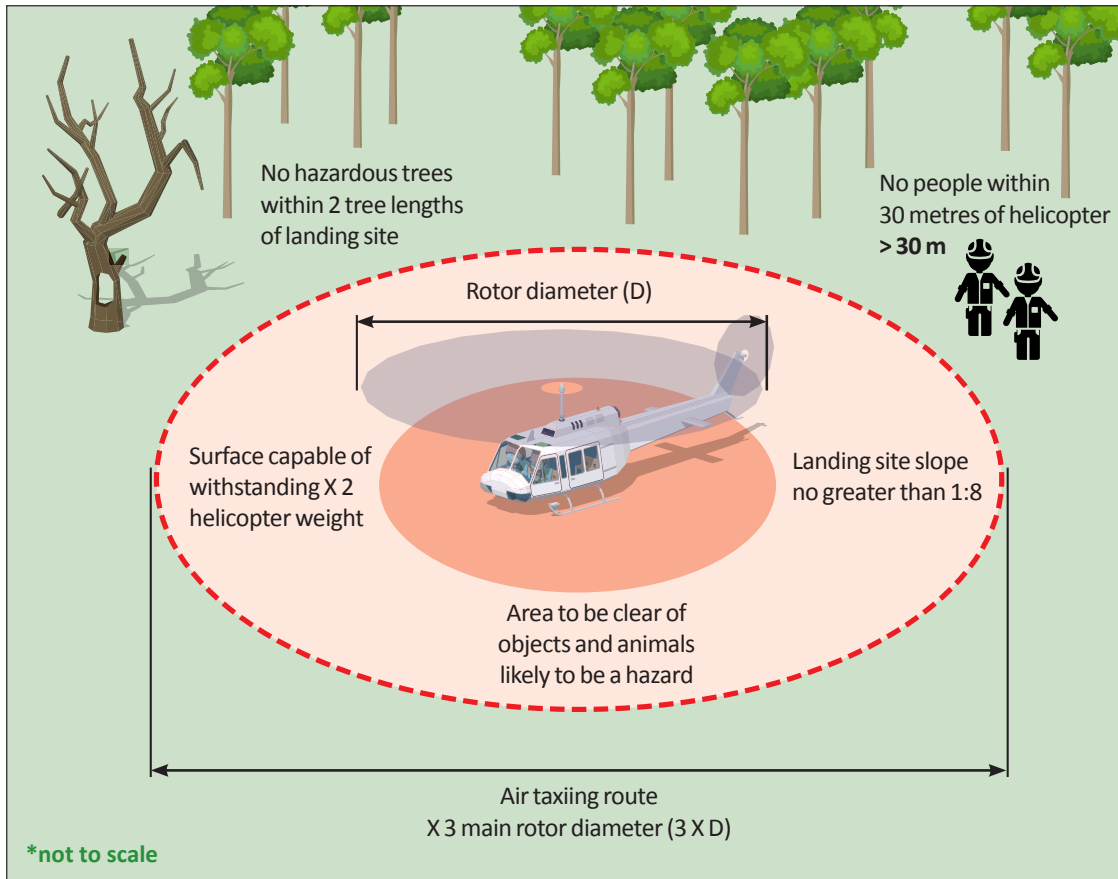 No hazardous trees
within 2 tree lengths
of landing site
No people within
30 metres of helicopter
> 30 m
Rotor diameter (D)
Surface capable of
withstanding X 2
helicopter weight
Landing site slope
no greater than 1:8
Area to be clear of
objects and animals
likely to be a hazard
Air taxiing route
X 3 main rotor diameter (3 X D)
*not to scale